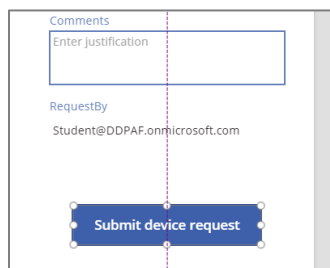 Comments
Enter justification
RequestBy
Student@DDPAF.onmicrosoft.com
Submit device request